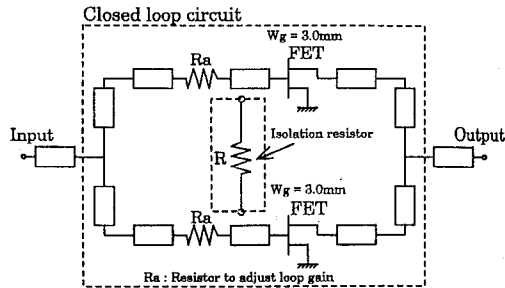 Closed loop circuit
Wg = 3.0mm
FET
Ra
Isolation resistor
Input
Output
R
Wg = 3.0mm
FET
Ra
Ra : Resistor to adjust loop gain